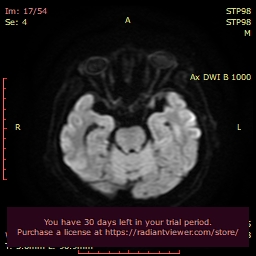 Im: 17/54
Se: 4
STP98
STP98
M
A
Ax DWI B 1000
R
L
You have 30 days left in your trial period.
Purchase a license at https://radiantviewer.com/store/